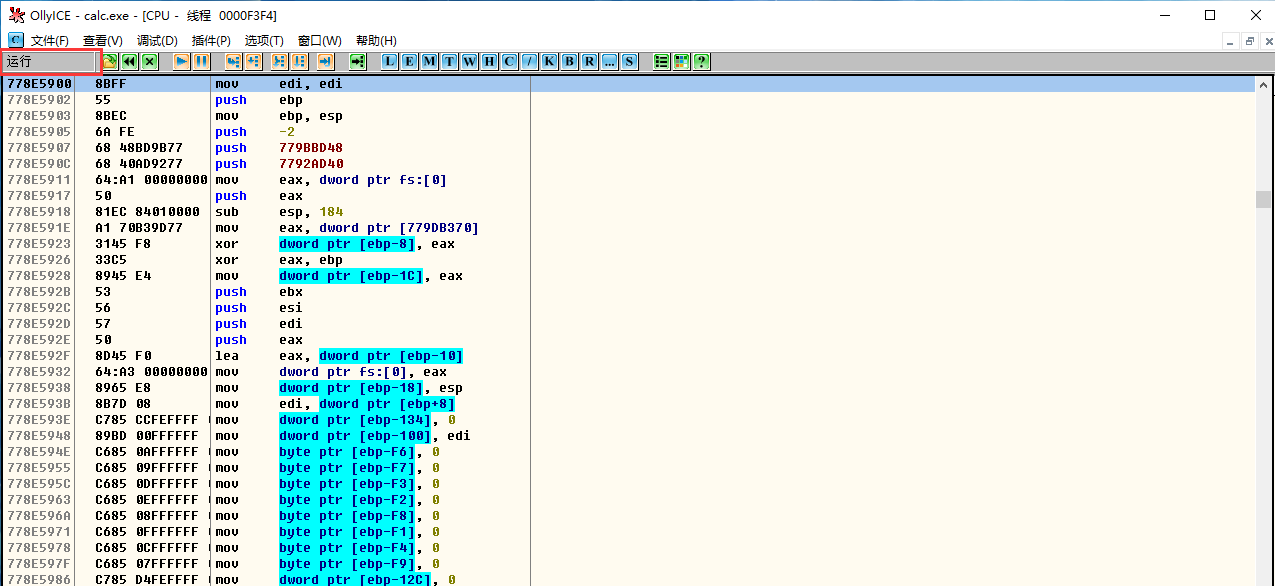 OllyICE - calc.exe - [CPU - 线程 0000F3F4]
C 文件(F) 查看(V) 调试(D) 插件(P) 选项(T) 窗口(W) 帮助(H)
运行 L E M T W H C / K B R ... S ?
778E5900 8BFF mov edi, edi
778E5902 55 push ebp
778E5903 8BEC mov ebp, esp
778E5905 6A FE push -2
778E5907 68 48BD9B77 push 779BBD48
778E590C 68 40AD9277 push 7792AD40
778E5911 64:A1 00000000 mov eax, dword ptr fs:[0]
778E5917 50 push eax
778E5918 81EC 84010000 sub esp, 184
778E591E A1 70B39D77 mov eax, dword ptr [779DB370]
778E5923 3145 F8 xor dword ptr [ebp-8], eax
778E5926 33C5 xor eax, ebp
778E5928 8945 E4 mov dword ptr [ebp-1C], eax
778E592B 53 push ebx
778E592C 56 push esi
778E592D 57 push edi
778E592E 50 push eax
778E592F 8D45 F0 lea eax, dword ptr [ebp-10]
778E5932 64:A3 00000000 mov dword ptr fs:[0], eax
778E5938 8965 E8 mov dword ptr [ebp-18], esp
778E593B 8B7D 08 mov edi, dword ptr [ebp+8]
778E593E C785 CCFEFFFF mov dword ptr [ebp-134], 0
778E5948 89BD 00FFFFFF mov dword ptr [ebp-100], edi
778E594E C685 0AFFFFFF mov byte ptr [ebp-F6], 0
778E5955 C685 09FFFFFF mov byte ptr [ebp-F7], 0
778E595C C685 0DFFFFFF mov byte ptr [ebp-F3], 0
778E5963 C685 0EFFFFFF mov byte ptr [ebp-F2], 0
778E596A C685 08FFFFFF mov byte ptr [ebp-F8], 0
778E5971 C685 0FFFFFFF mov byte ptr [ebp-F1], 0
778E5978 C685 0CFFFFFF mov byte ptr [ebp-F4], 0
778E597F C685 07FFFFFF mov byte ptr [ebp-F9], 0
778E5986 C785 D4FEFFFF mov dword ptr [ebp-12C], 0